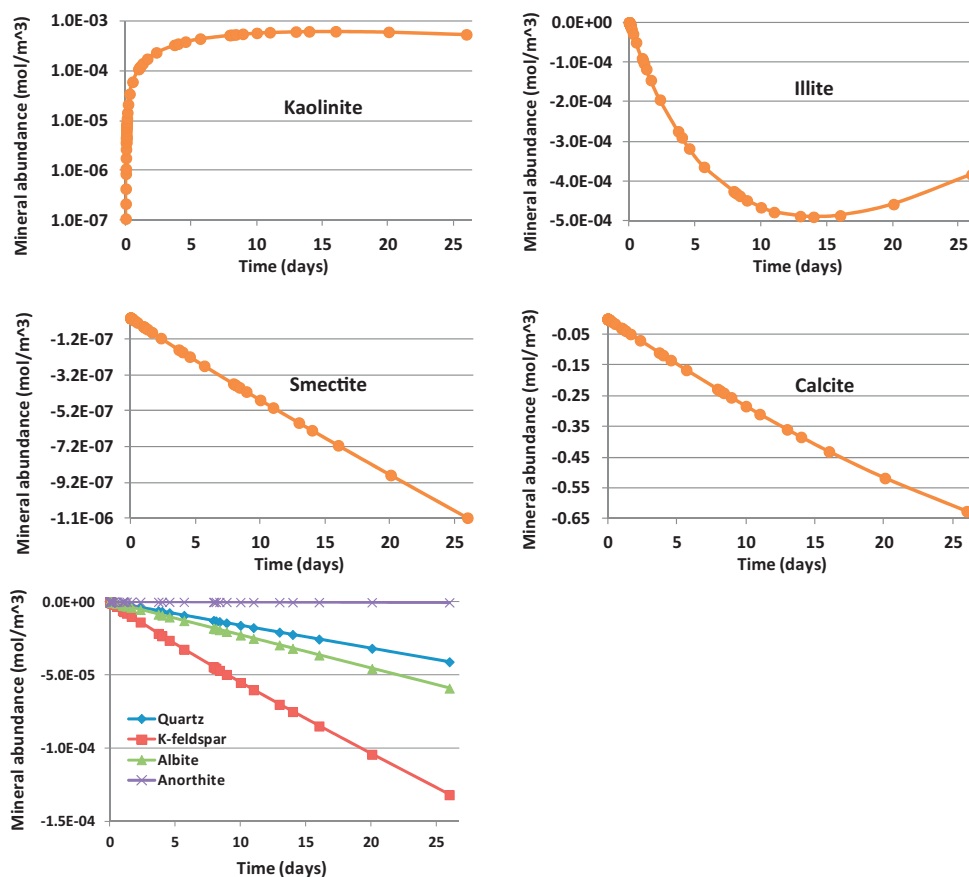 Mineral abundance (mol/m^3)
1.0E-03
1.0E-04
1.0E-05
1.0E-06
1.0E-07
Kaolinite
0 5 10 15 20 25
Time (days)
Mineral abundance (mol/m^3)
0.0E+00
-1.0E-04
-2.0E-04
-3.0E-04
-4.0E-04
-5.0E-04
Illite
0 5 10 15 20 25
Time (days)
Mineral abundance (mol/m^3)
-1.2E-07
-3.2E-07
-5.2E-07
-7.2E-07
-9.2E-07
-1.1E-06
Smectite
0 5 10 15 20 25
Time (days)
Mineral abundance (mol/m^3)
-0.05
-0.15
-0.25
-0.35
-0.45
-0.55
-0.65
Calcite
0 5 10 15 20 25
Time (days)
Mineral abundance (mol/m^3)
0.0E+00
-5.0E-05
-1.0E-04
-1.5E-04
Quartz
K-feldspar
Albite
Anorthite
0 5 10 15 20 25
Time (days)